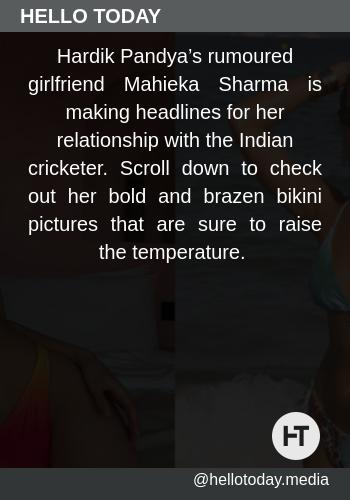 HELLO TODAY
Hardik Pandya’s rumoured
girlfriend Mahieka Sharma is
making headlines for her
relationship with the Indian
cricketer. Scroll down to check
out her bold and brazen bikini
pictures that are sure to raise
the temperature.
HT
@hellotoday.media